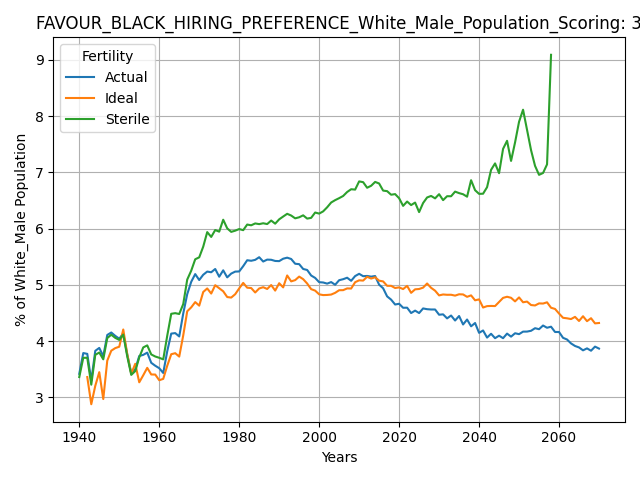 FAVOUR_BLACK_HIRING_PREFERENCE_White_Male_Population_Scoring: 3
Fertility
Actual
Ideal
Sterile
% of White_Male Population
9
8
7
6
5
4
3
1940 1960 1980 2000 2020 2040 2060
Years